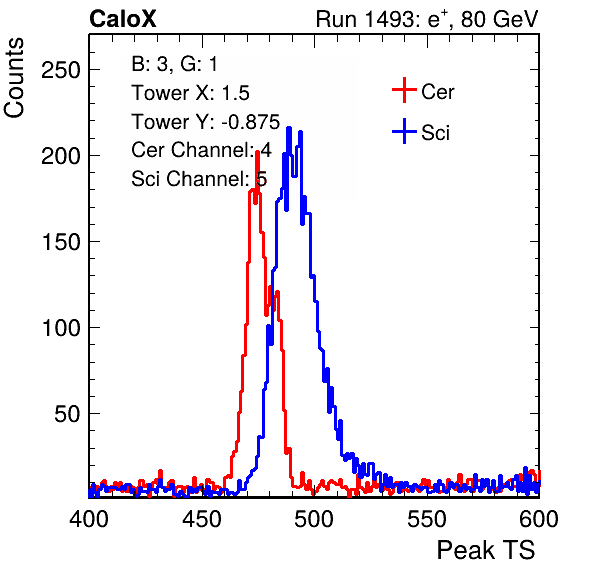 CaloX
Run 1493: e+, 80 GeV
Counts
B: 3, G: 1
Tower X: 1.5
Tower Y: -0.875
Cer Channel: 4
Sci Channel: 5
Cer
Sci
250
200
150
100
50
400 450 500 550 600
Peak TS